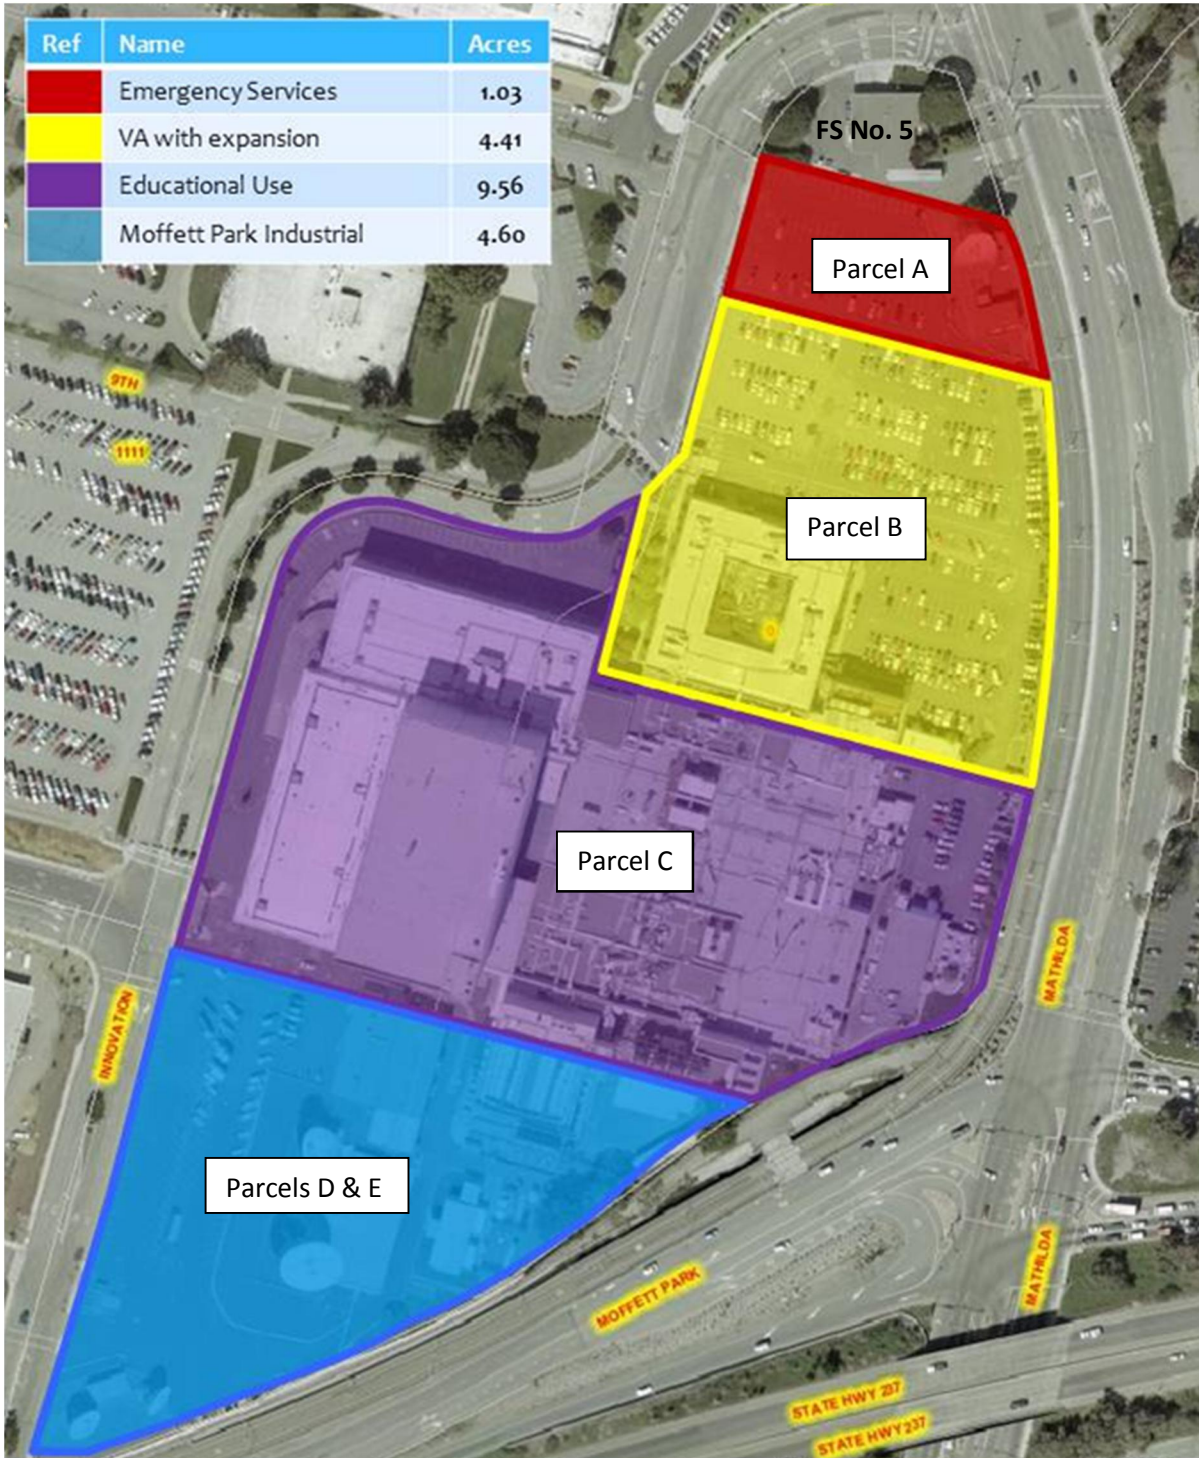 Ref Name Acres
Emergency Services 1.03
VA with expansion 4.41
Educational Use 9.56
Moffett Park Industrial 4.60
FS No. 5
Parcel A
9TH
1111
Parcel B
0
Parcel C
MATHILDA
INNOVATION
Parcels D & E
MATHILDA
MOFFETT PARK
STATE HWY 237
STATE HWY 237